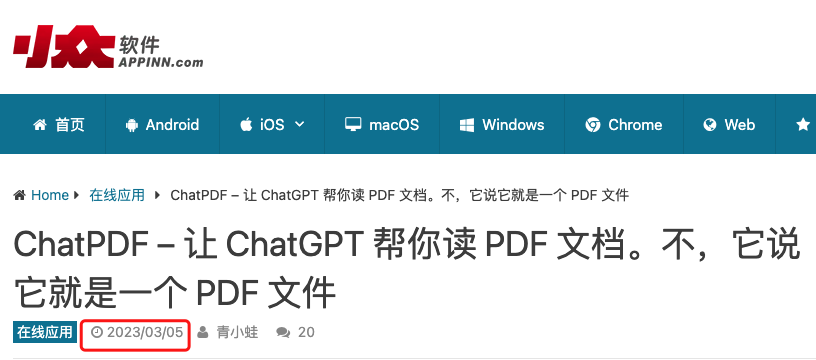 小众软件
APPINN.com
首页 Android iOS macOS Windows Chrome Web
Home 在线应用 ChatPDF – 让 ChatGPT 帮你读 PDF 文档。不，它说它就是一个 PDF 文件
ChatPDF – 让 ChatGPT 帮你读 PDF 文档。不，它说
它就是一个 PDF 文件
在线应用 2023/03/05 青小蛙 20